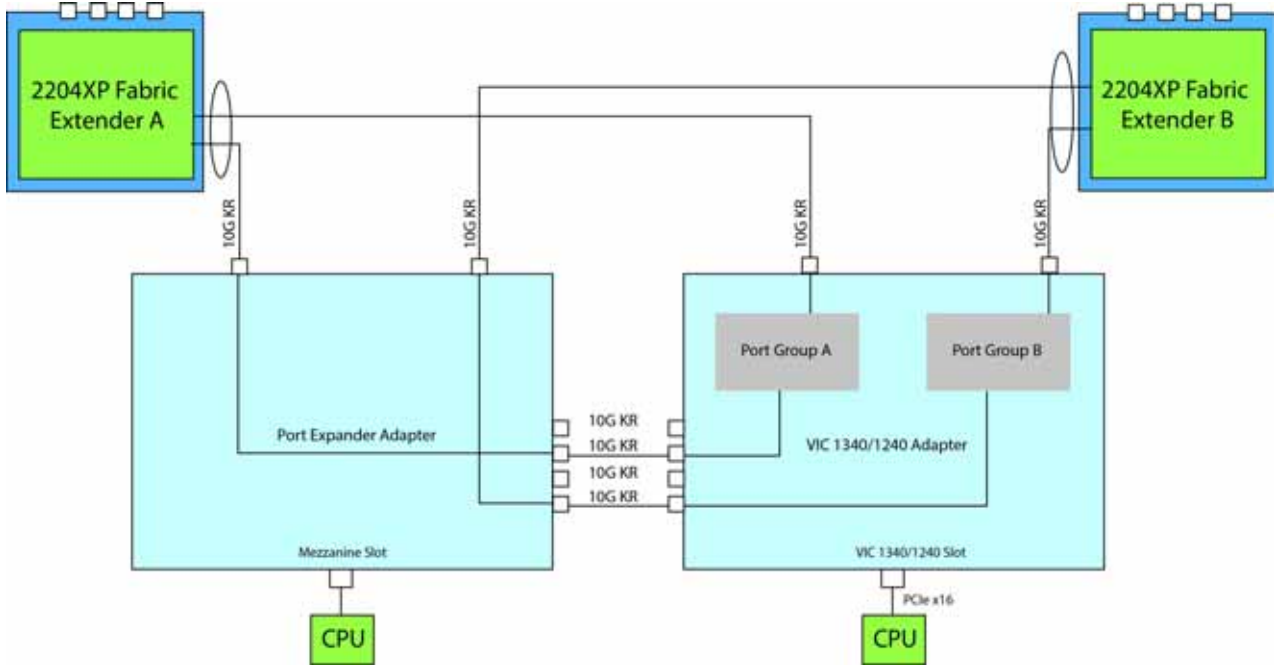 2204XP Fabric
Extender A
2204XP Fabric
Extender B
10G KR
10G KR
10G KR
10G KR
Port Group A
Port Group B
10G KR
10G KR
10G KR
10G KR
Port Expander Adapter
VIC 1340/1240 Adapter
Mezzanine Slot
VIC 1340/1240 Slot
PCIe x16
CPU
CPU